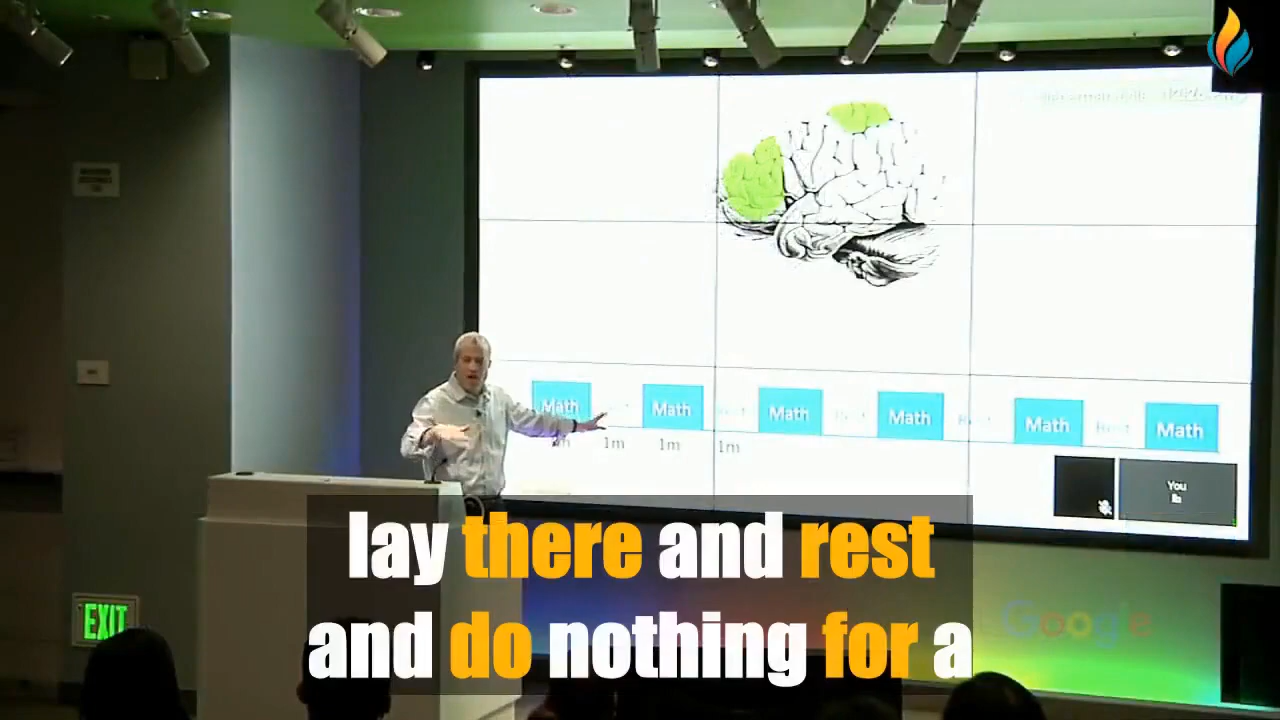 Math Math Math Math Math Math
1m 1m 1m
You
Google
EXIT
lay there and rest
and do nothing for a